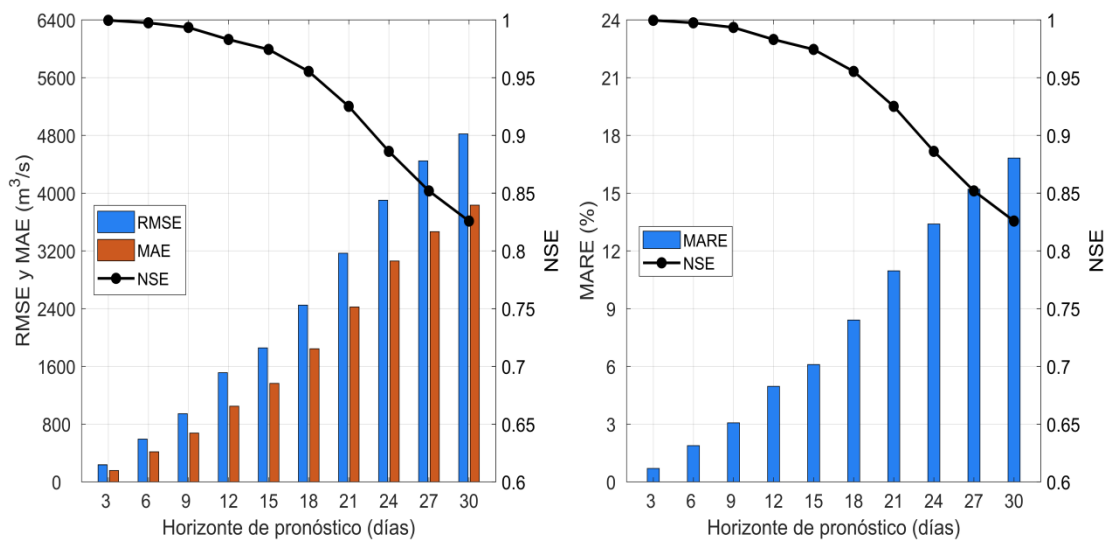 6400
5600
4800
4000
3200
2400
1600
800
0
RMSE y MAE (m³/s)
RMSE
MAE
NSE
1
0.95
0.9
0.85
0.8
0.75
0.7
0.65
0.6
NSE
3 6 9 12 15 18 21 24 27 30
Horizonte de pronóstico (días)
24
21
18
15
12
9
6
3
0
MARE (%)
MARE
NSE
1
0.95
0.9
0.85
0.8
0.75
0.7
0.65
0.6
NSE
3 6 9 12 15 18 21 24 27 30
Horizonte de pronóstico (días)